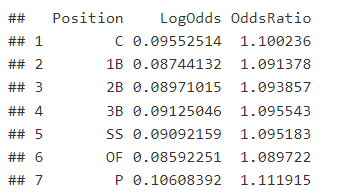 ## Position LogOdds OddsRatio
## 1 C 0.09552514 1.100236
## 2 1B 0.08744132 1.091378
## 3 2B 0.08971015 1.093857
## 4 3B 0.09125046 1.095543
## 5 SS 0.09092159 1.095183
## 6 OF 0.08592251 1.089722
## 7 P 0.10608392 1.111915